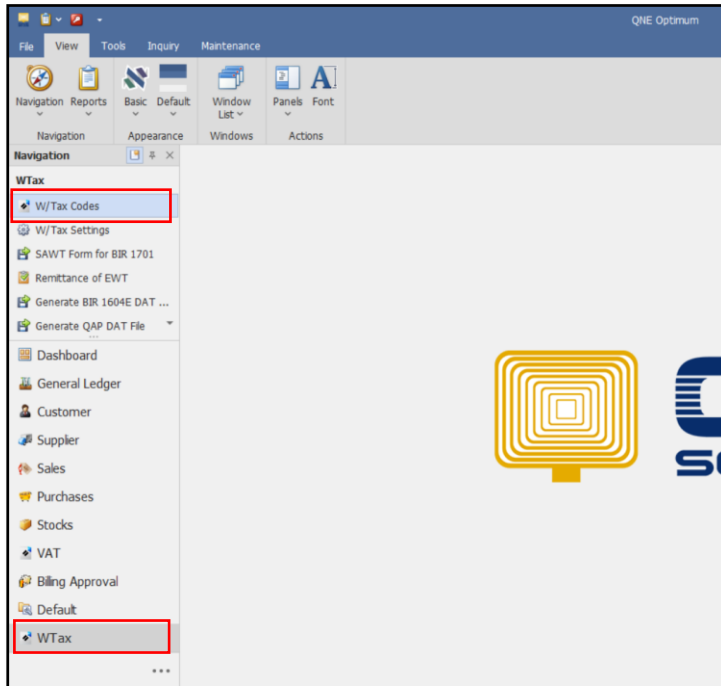 QNE Optimum
File View Tools Inquiry Maintenance
Navigation Reports Basic Default Window List Panels Font
Navigation Appearance Windows Actions
Navigation
WTax
W/Tax Codes
W/Tax Settings
SAWT Form for BIR 1701
Remittance of EWT
Generate BIR 1604E DAT ...
Generate QAP DAT File
Dashboard
General Ledger
Customer
Supplier
Sales
Purchases
Stocks
VAT
Billing Approval
Default
WTax